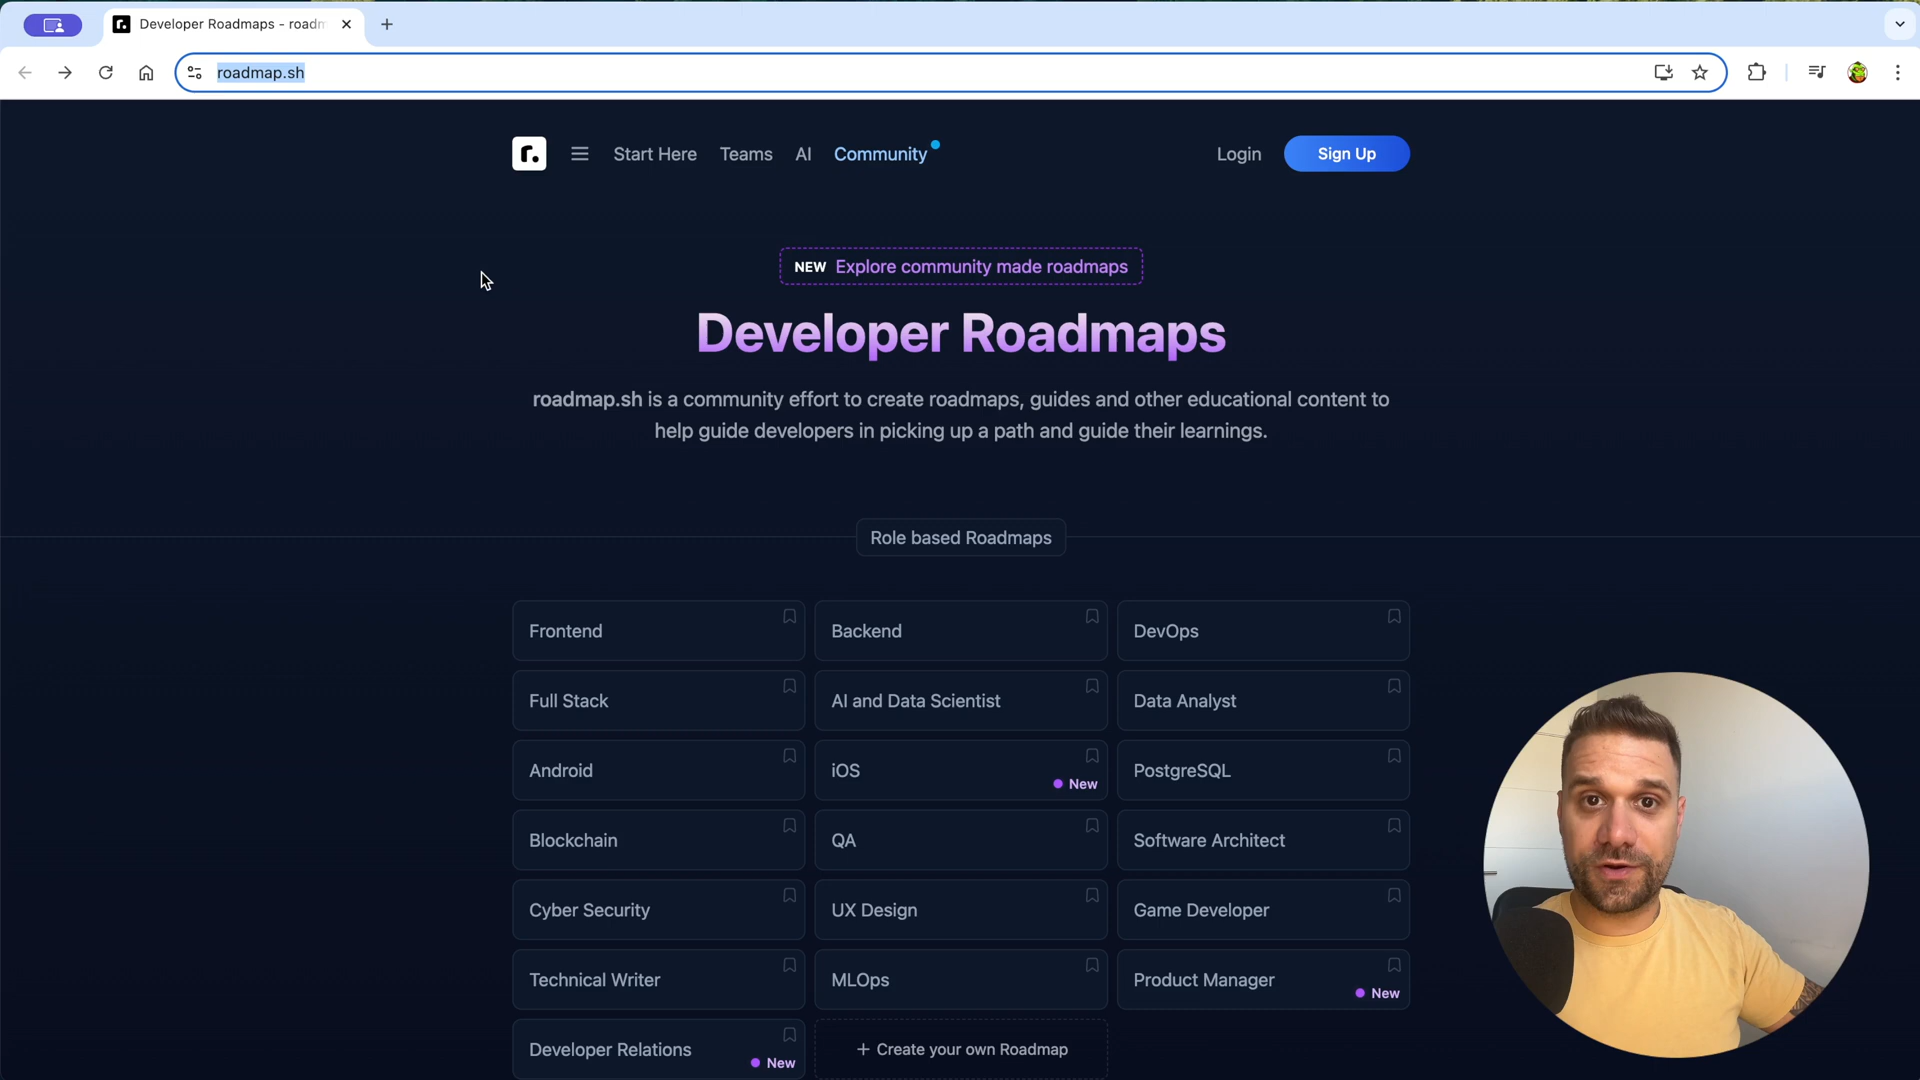 Developer Roadmaps - roadm
roadmap.sh
r.
Start Here
Teams
AI
Community
Login
Sign Up
NEW Explore community made roadmaps
Developer Roadmaps
roadmap.sh is a community effort to create roadmaps, guides and other educational content to
help guide developers in picking up a path and guide their learnings.
Role based Roadmaps
Frontend
Backend
DevOps
Full Stack
AI and Data Scientist
Data Analyst
Android
iOS
New
PostgreSQL
Blockchain
QA
Software Architect
Cyber Security
UX Design
Game Developer
Technical Writer
MLOps
Product Manager
New
Developer Relations
New
+ Create your own Roadmap